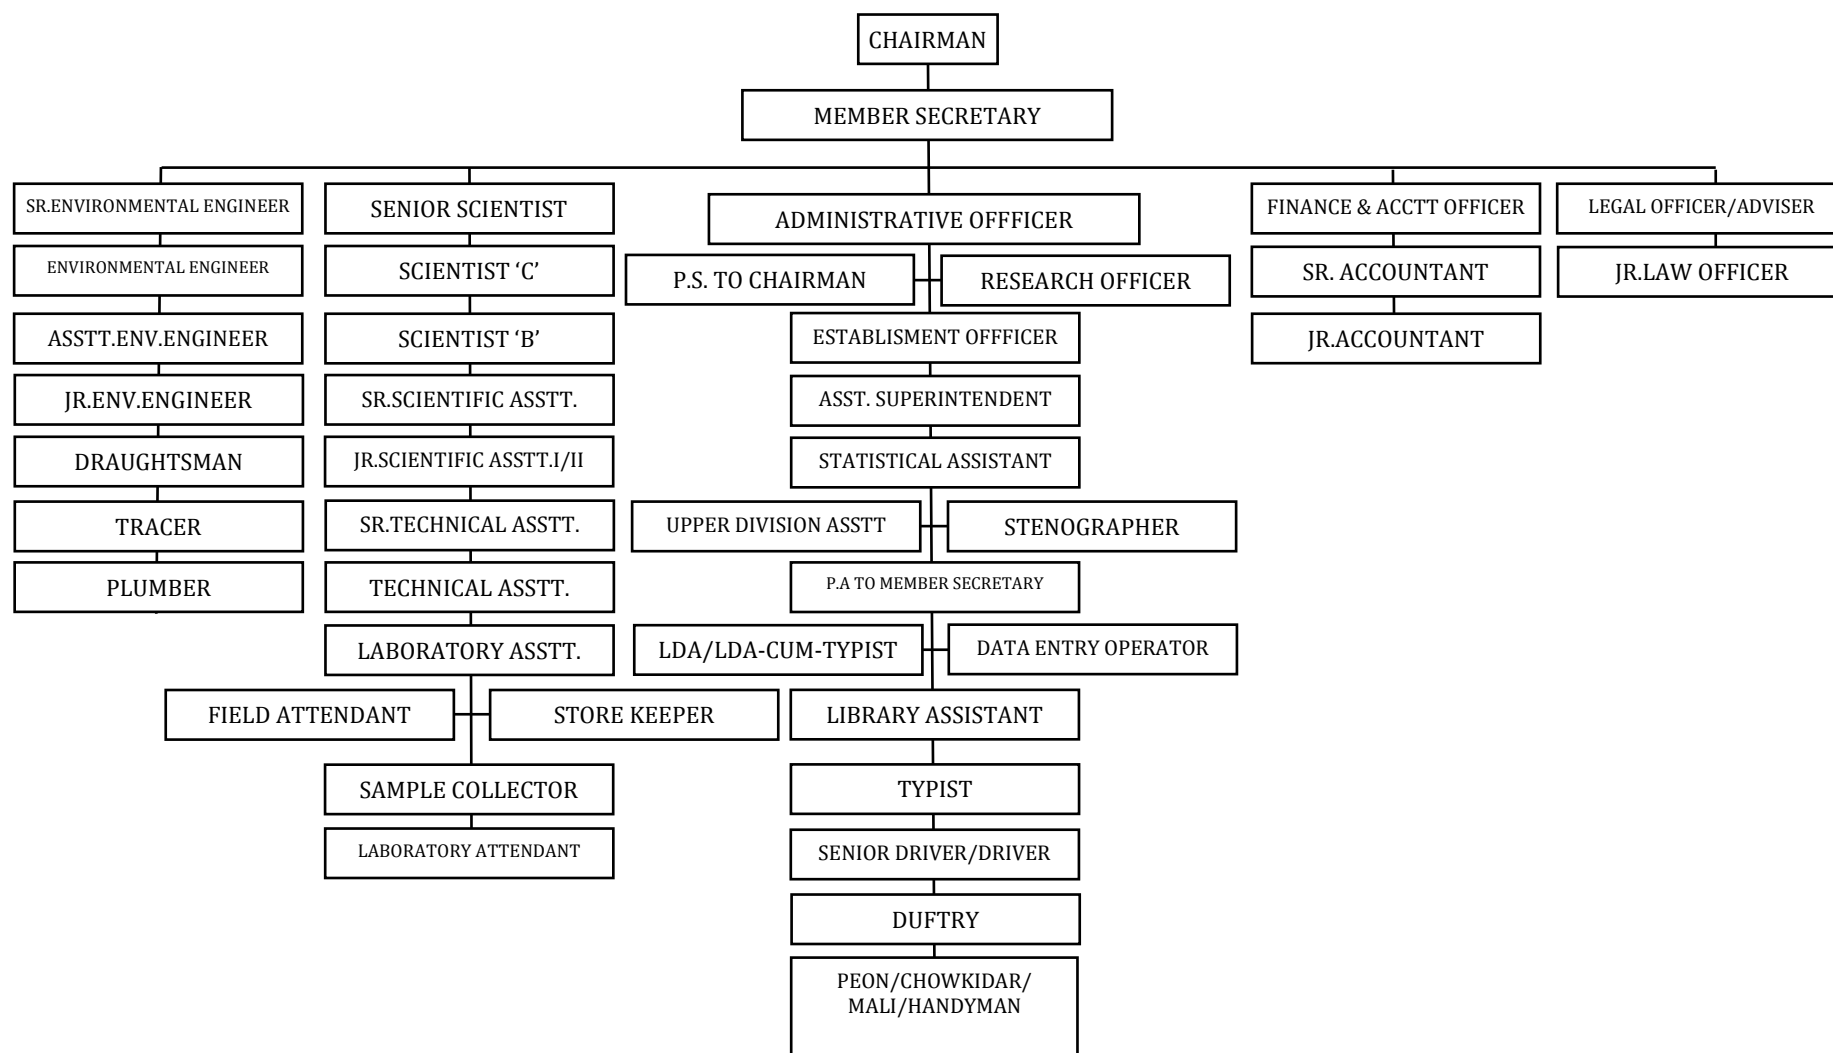 CHAIRMAN
MEMBER SECRETARY
SR.ENVIRONMENTAL ENGINEER
ENVIRONMENTAL ENGINEER
ASSTT.ENV.ENGINEER
JR.ENV.ENGINEER
DRAUGHTSMAN
TRACER
PLUMBER
SENIOR SCIENTIST
SCIENTIST ‘C’
SCIENTIST ‘B’
SR.SCIENTIFIC ASSTT.
JR.SCIENTIFIC ASSTT.I/II
SR.TECHNICAL ASSTT.
TECHNICAL ASSTT.
LABORATORY ASSTT.
FIELD ATTENDANT
STORE KEEPER
SAMPLE COLLECTOR
LABORATORY ATTENDANT
ADMINISTRATIVE OFFFICER
P.S. TO CHAIRMAN
RESEARCH OFFICER
ESTABLISMENT OFFFICER
ASST. SUPERINTENDENT
STATISTICAL ASSISTANT
UPPER DIVISION ASSTT
STENOGRAPHER
P.A TO MEMBER SECRETARY
LDA/LDA-CUM-TYPIST
DATA ENTRY OPERATOR
LIBRARY ASSISTANT
TYPIST
SENIOR DRIVER/DRIVER
DUFTRY
PEON/CHOWKIDAR/
MALI/HANDYMAN
FINANCE & ACCTT OFFICER
SR. ACCOUNTANT
JR.ACCOUNTANT
LEGAL OFFICER/ADVISER
JR.LAW OFFICER